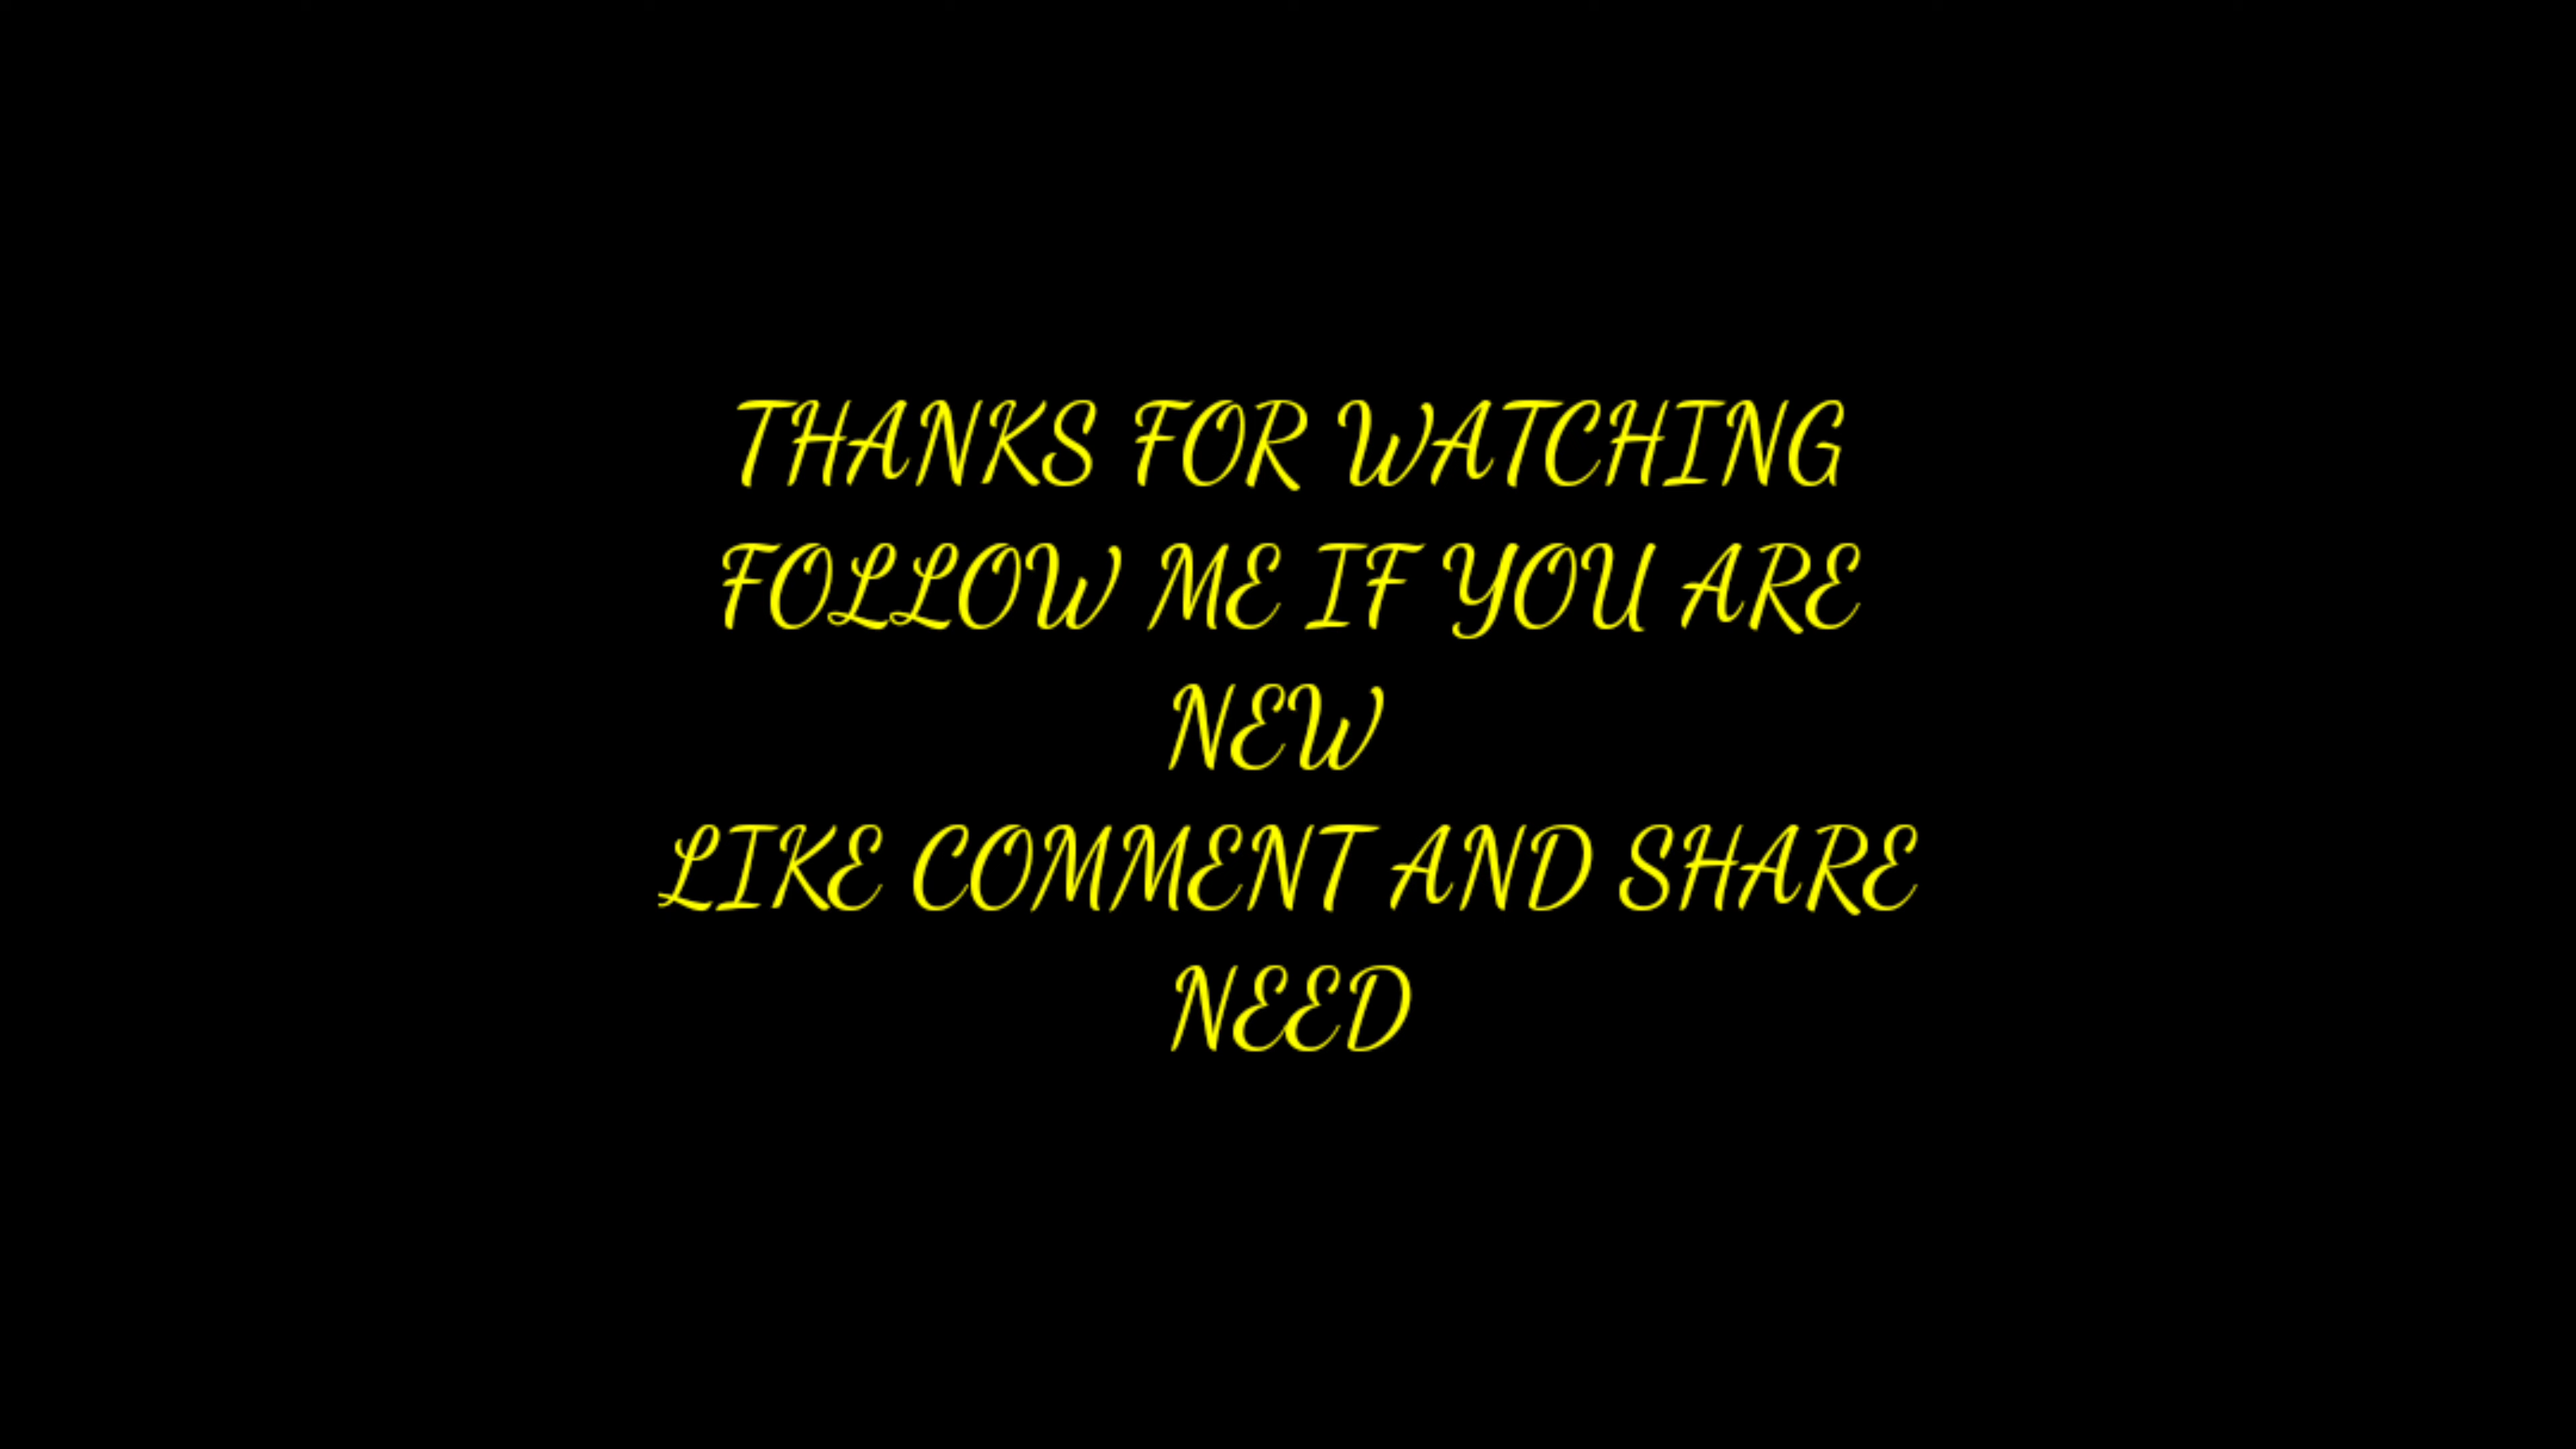 THANKS FOR WATCHING
FOLLOW ME IF YOU ARE
NEW
LIKE COMMENT AND SHARE
NEED